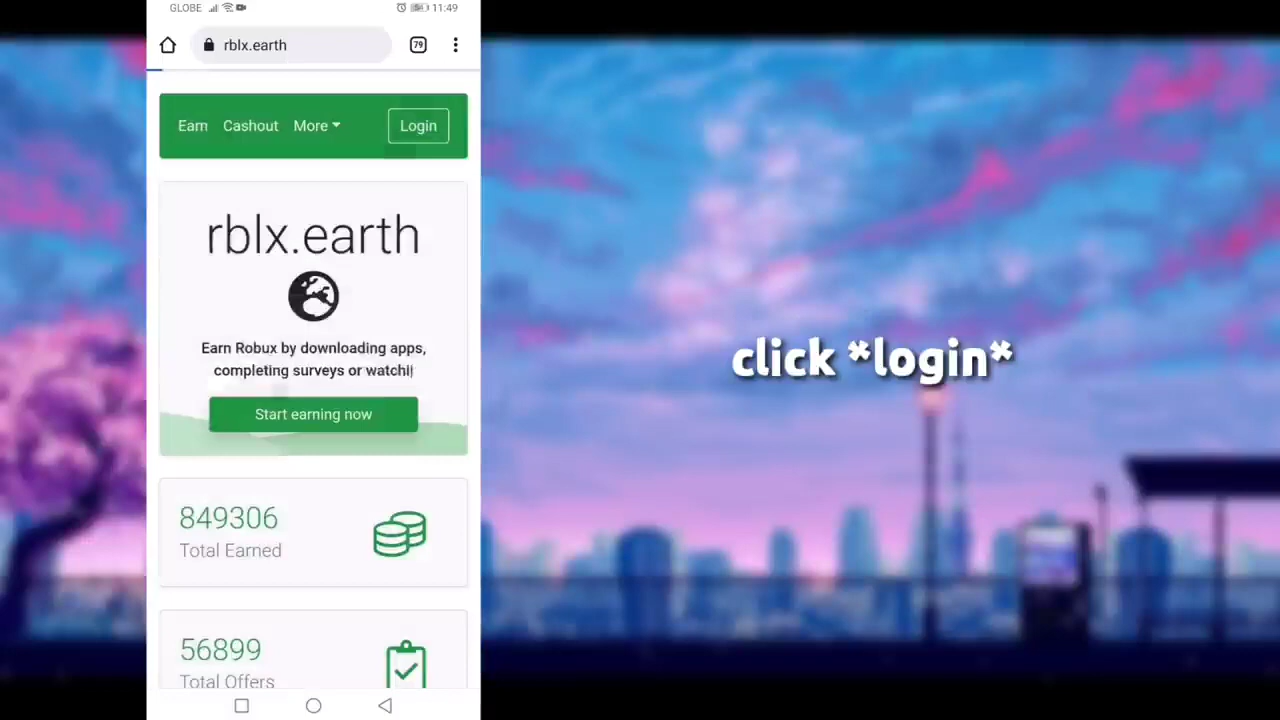 GLOBE 11:49
rblx.earth 79
Earn Cashout More Login
rblx.earth
Earn Robux by downloading apps,
completing surveys or watchi
Start earning now
849306
Total Earned
56899
Total Offers
click *login*